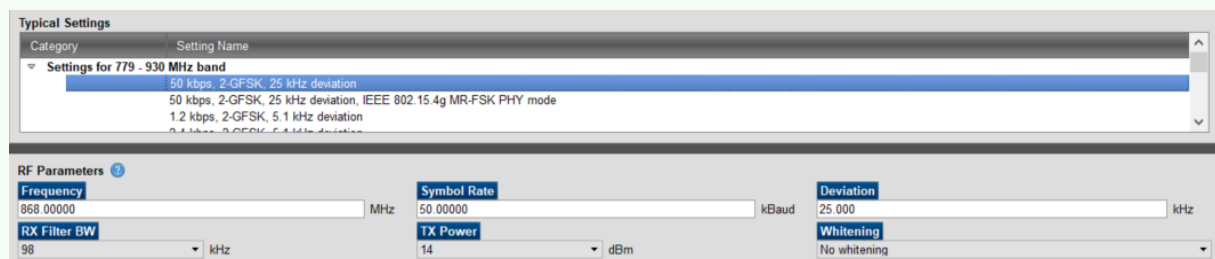 Typical Settings
Category Setting Name
Settings for 779 - 930 MHz band
50 kbps, 2-GFSK, 25 kHz deviation
50 kbps, 2-GFSK, 25 kHz deviation, IEEE 802.15.4g MR-FSK PHY mode
1.2 kbps, 2-GFSK, 5.1 kHz deviation
RF Parameters ?
Frequency Symbol Rate Deviation
868.00000 MHz 50.00000 kBaud 25.000 kHz
RX Filter BW TX Power Whitening
98 kHz 14 dBm No whitening